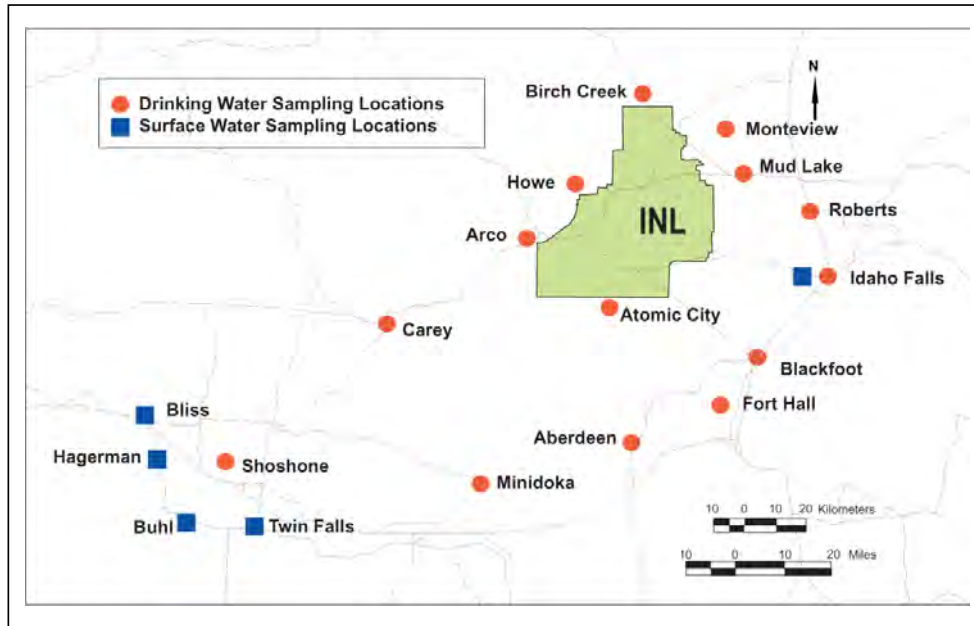 Drinking Water Sampling Locations
Surface Water Sampling Locations
N
Birch Creek
Monteview
Mud Lake
Howe
Roberts
INL
Arco
Idaho Falls
Atomic City
Carey
Blackfoot
Bliss
Fort Hall
Aberdeen
Hagerman
Shoshone
Minidoka
Buhl
Twin Falls
10 0 10 20 Kilometers
10 0 10 20 Miles